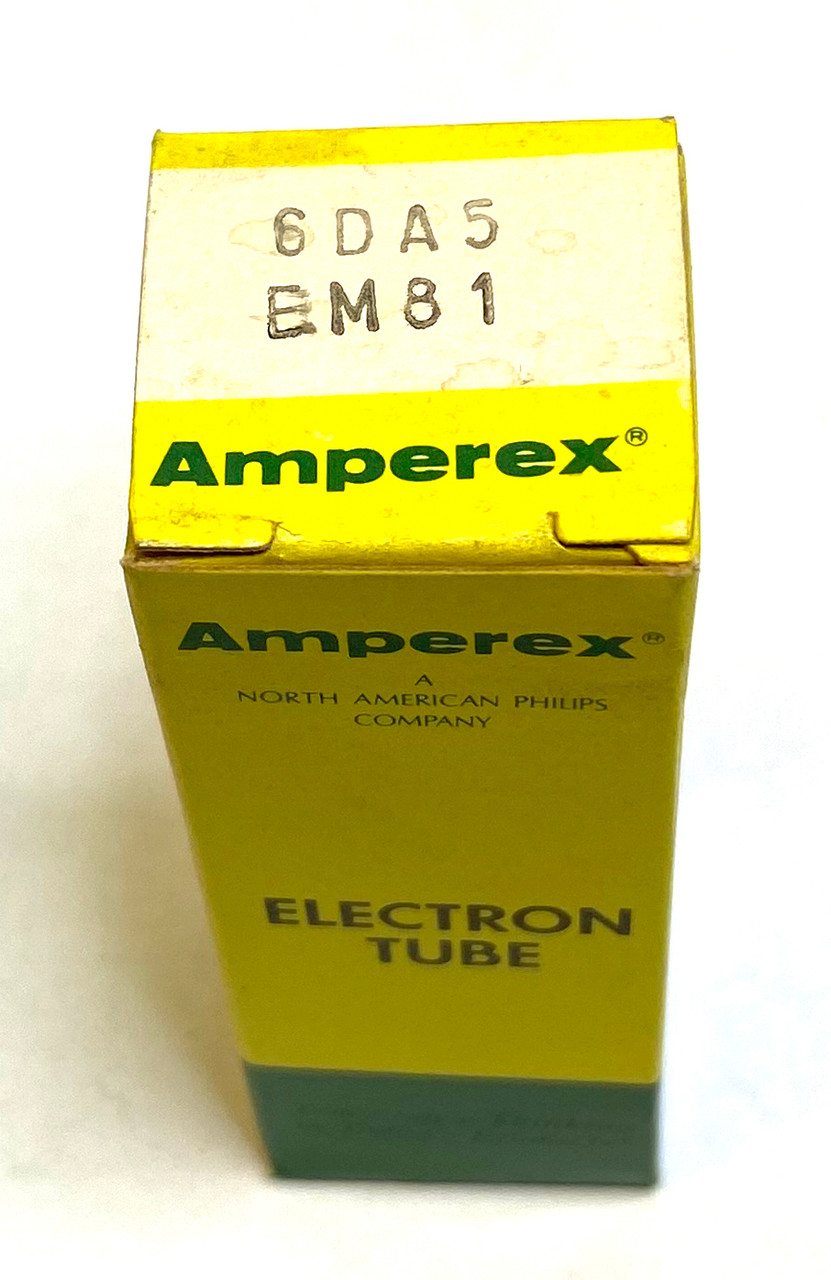 6DA5
EM81
Amperex®
Amperex®
A
NORTH AMERICAN PHILIPS
COMPANY
ELECTRON
TUBE